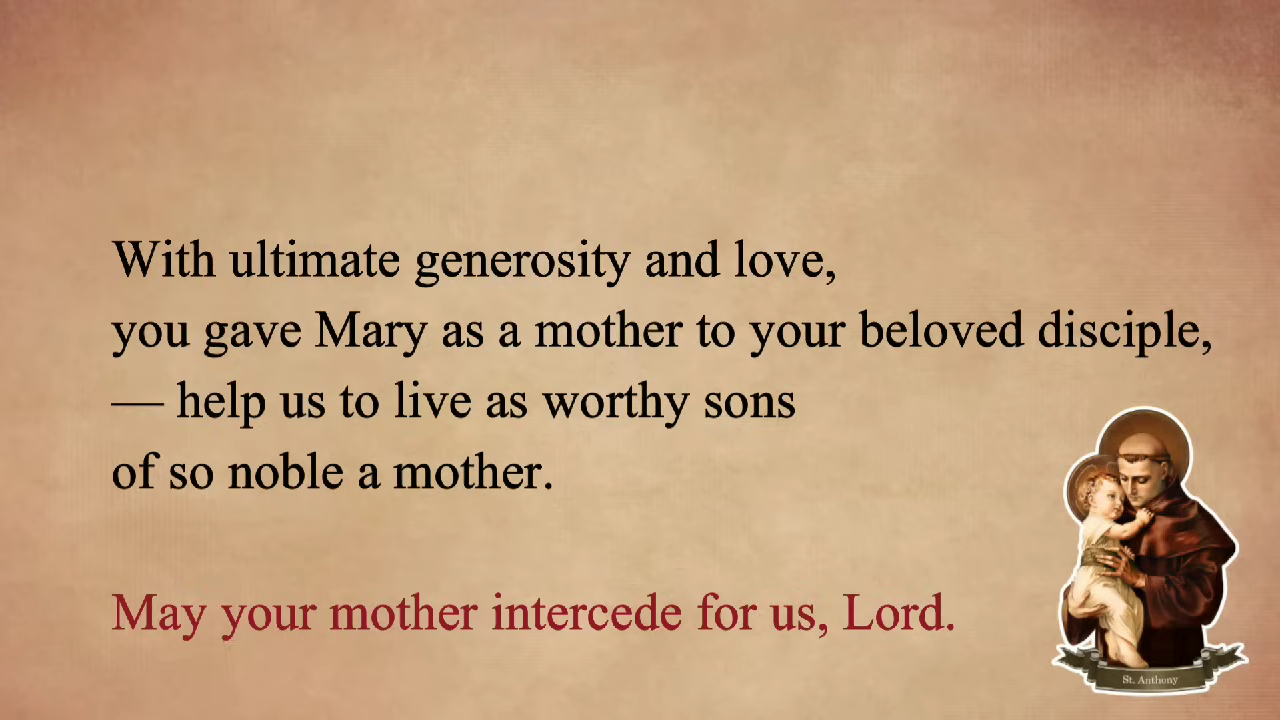 With ultimate generosity and love,
you gave Mary as a mother to your beloved disciple,
— help us to live as worthy sons
of so noble a mother.
May your mother intercede for us, Lord.
St. Anthony